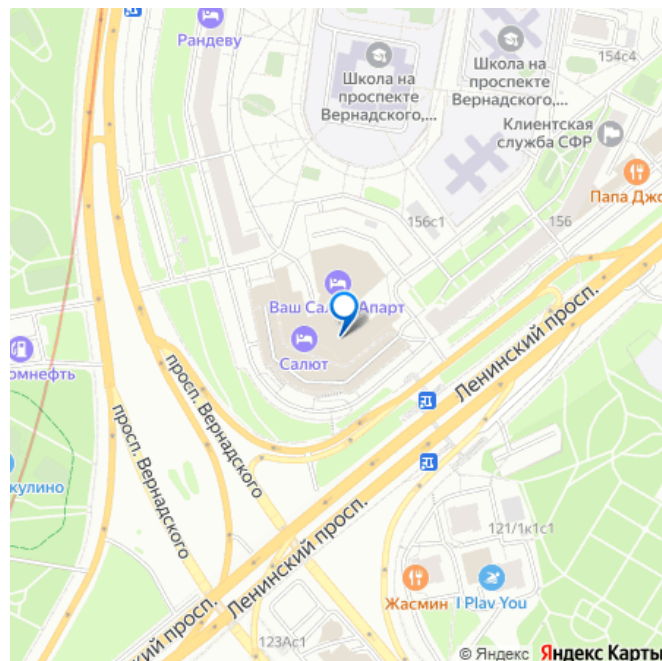 Рандеву
Школа на
проспекте
Вернадского,...
Школа на
проспекте
Вернадского,...
154с4
Клиентская
служба СФР
Папа Джо
156с1
156
Ваш Са Апарт
Салют
омнефть
Ленинский просп.
просп. Вернадского
просп. Вернадского
кулино
Ленинский просп.
121/1к1с1
Жасмин
I Play You
ский просп.
123Ас1
© Яндекс Яндекс Карты